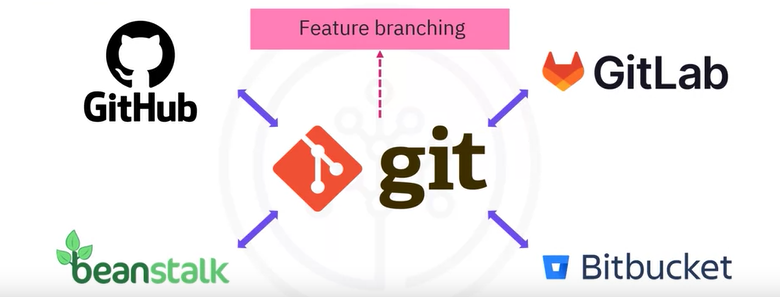 Feature branching
GitHub
GitLab
git
beanstalk
Bitbucket